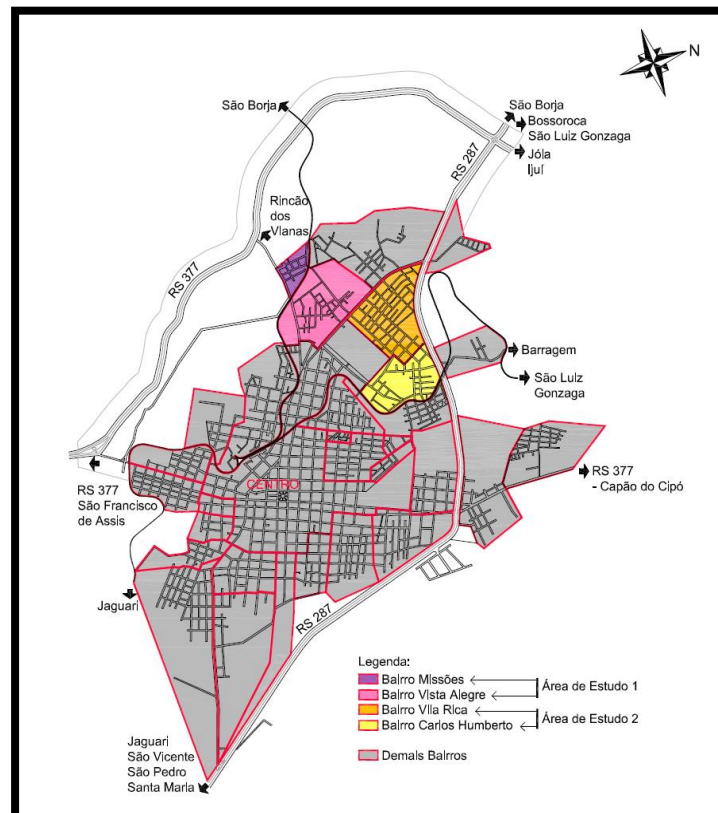 N
São Borja
São Borja
Bossoroca
São Luiz Gonzaga
Jóia
Ijuí
RS 287
Rincão
dos
Vianas
RS 377
Barragem
São Luiz
Gonzaga
RS 377
- Capão do Cipó
CENTRO
RS 377
São Francisco
de Assis
Jaguari
RS 287
Legenda:
Bairro Missões
Bairro Vista Alegre
Área de Estudo 1
Bairro Vila Rica
Bairro Carlos Humberto
Área de Estudo 2
Demais Bairros
Jaguari
São Vicente
São Pedro
Santa Maria